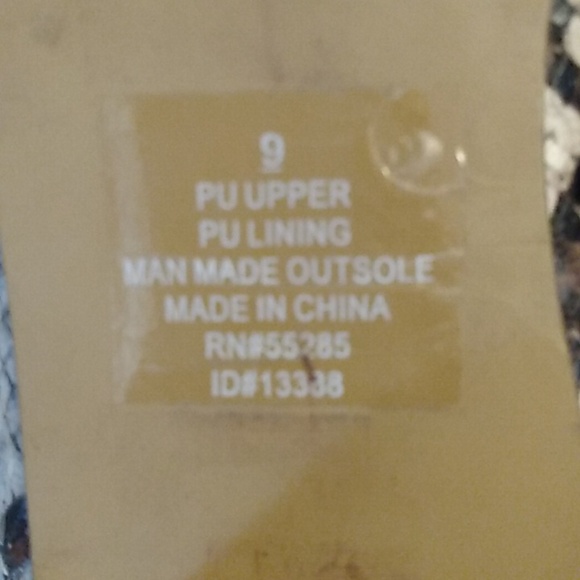 9
PU UPPER
PU LINING
MAN MADE OUTSOLE
MADE IN CHINA
RN#55285
ID#13338